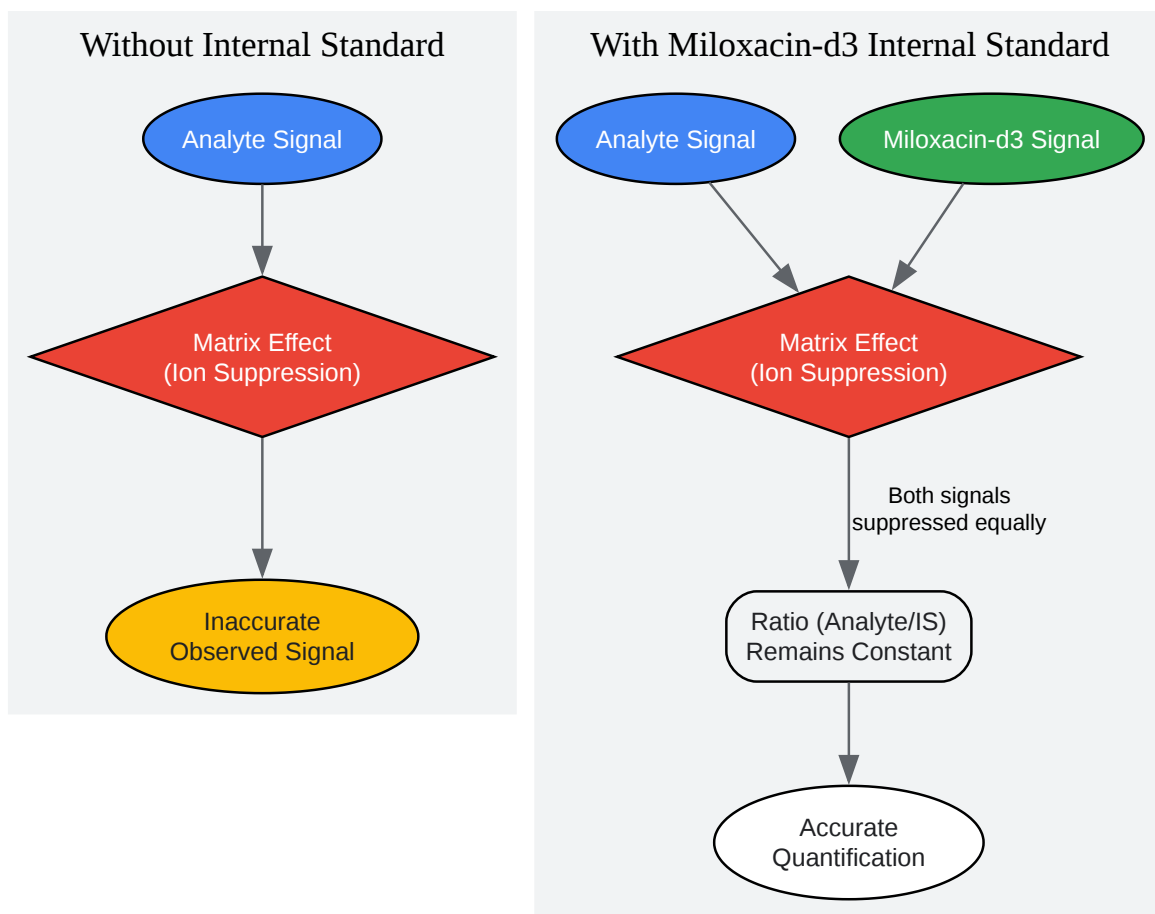 Without Internal Standard
Analyte Signal
Matrix Effect
(Ion Suppression)
Inaccurate
Observed Signal
With Miloxacin-d3 Internal Standard
Analyte Signal
Miloxacin-d3 Signal
Matrix Effect
(Ion Suppression)
Both signals
suppressed equally
Ratio (Analyte/IS)
Remains Constant
Accurate
Quantification